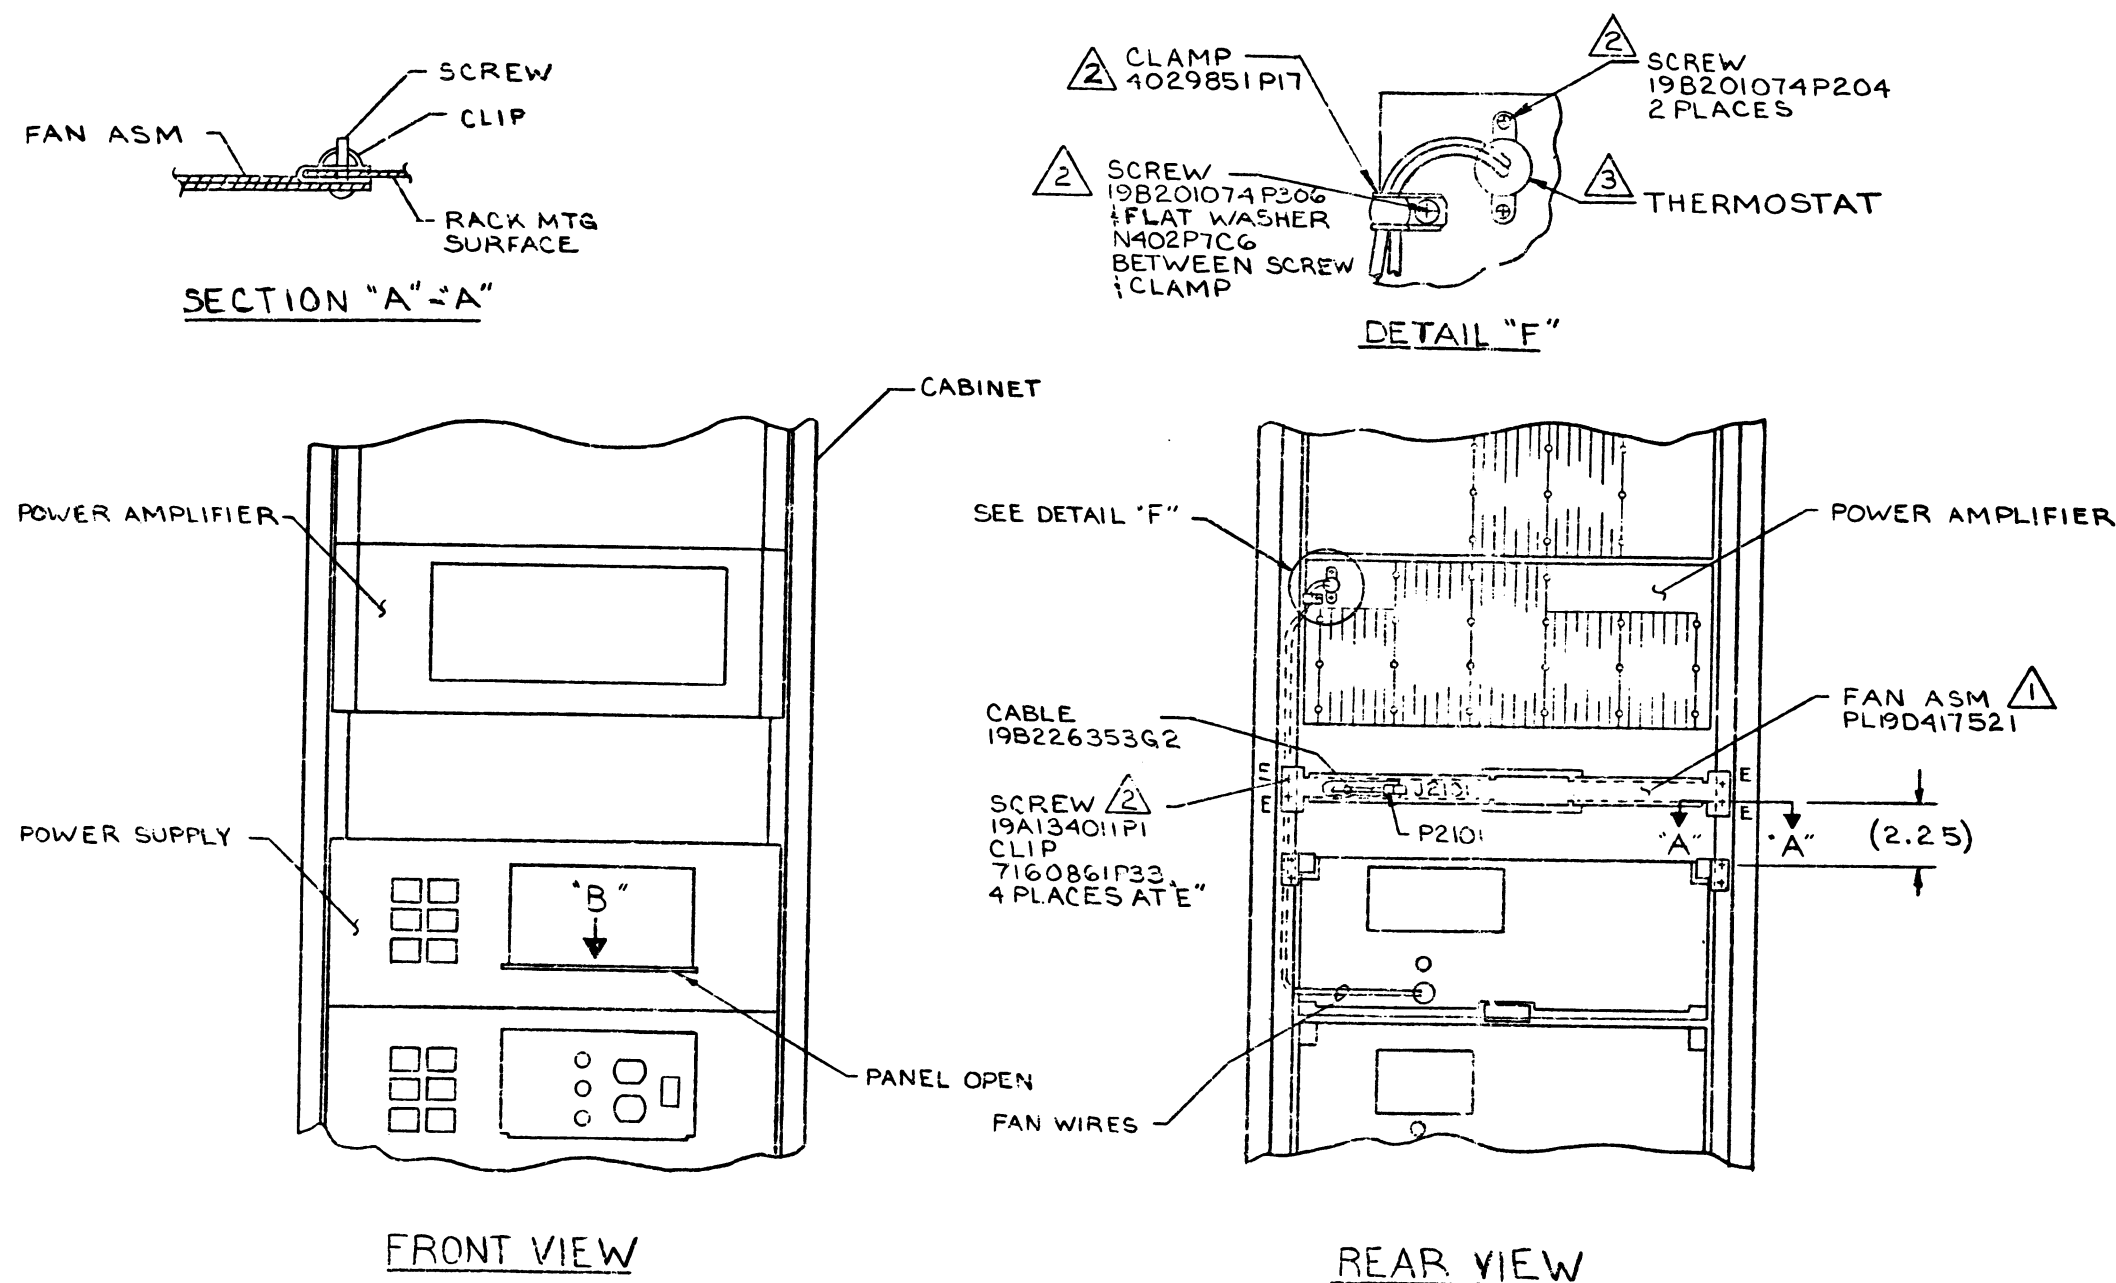 SCREW
CLIP
FAN ASM
RACK MTG
SURFACE
SECTION "A"-"A"
2
CLAMP
4029851P17
2
SCREW
19B201074P204
2 PLACES
2
SCREW
19B201074P306
& FLAT WASHER
N402P7C6
BETWEEN SCREW
& CLAMP
3
THERMOSTAT
DETAIL "F"
CABINET
POWER AMPLIFIER
POWER SUPPLY
"B"
PANEL OPEN
FRONT VIEW
SEE DETAIL "F"
POWER AMPLIFIER
CABLE
19B226353G2
FAN ASM 1
PL19D417521
E
E
E
E
J2101
P2101
SCREW 2
19A134011P1
CLIP
7160861P33
4 PLACES AT "E"
"A"
"A"
(2.25)
FAN WIRES
REAR VIEW